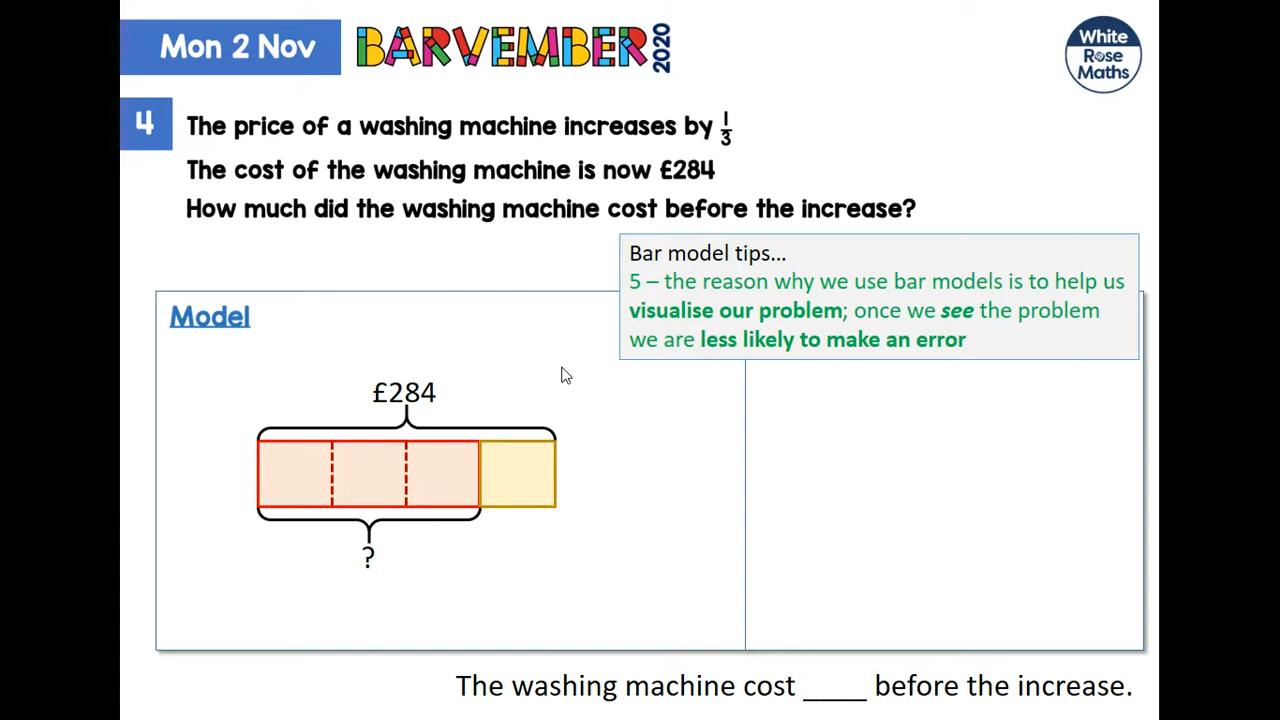 Mon 2 Nov
BARVEMBER 2020
White Rose Maths
4
The price of a washing machine increases by 1/3
The cost of the washing machine is now £284
How much did the washing machine cost before the increase?
Bar model tips...
5 – the reason why we use bar models is to help us
visualise our problem; once we see the problem
we are less likely to make an error
Model
£284
?
The washing machine cost ____ before the increase.